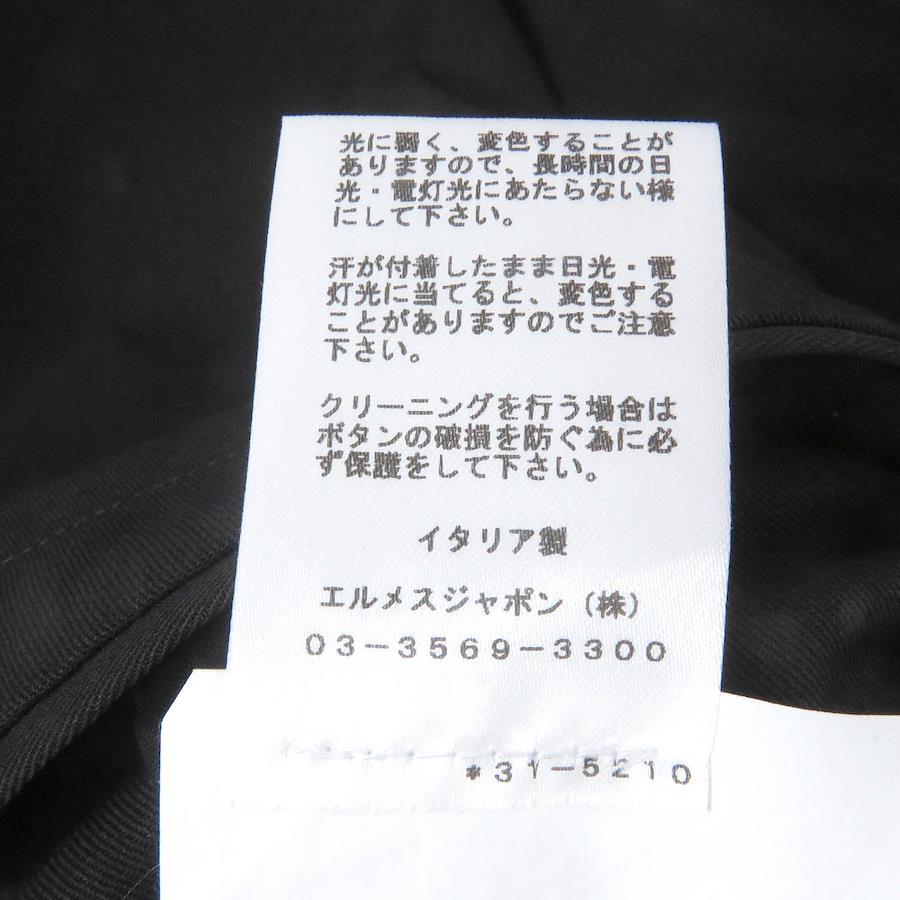 光に弱く、変色することが
ありますので、長時間の日
光・電灯光にあたらない様
にして下さい。
汗が付着したまま日光・電
灯光に当てると、変色する
ことがありますのでご注意
下さい。
クリーニングを行う場合は
ボタンの破損を防ぐ為に必
ず保護をして下さい。
イタリア製
エルメスジャポン（株）
03-3569-3300
*31-5210